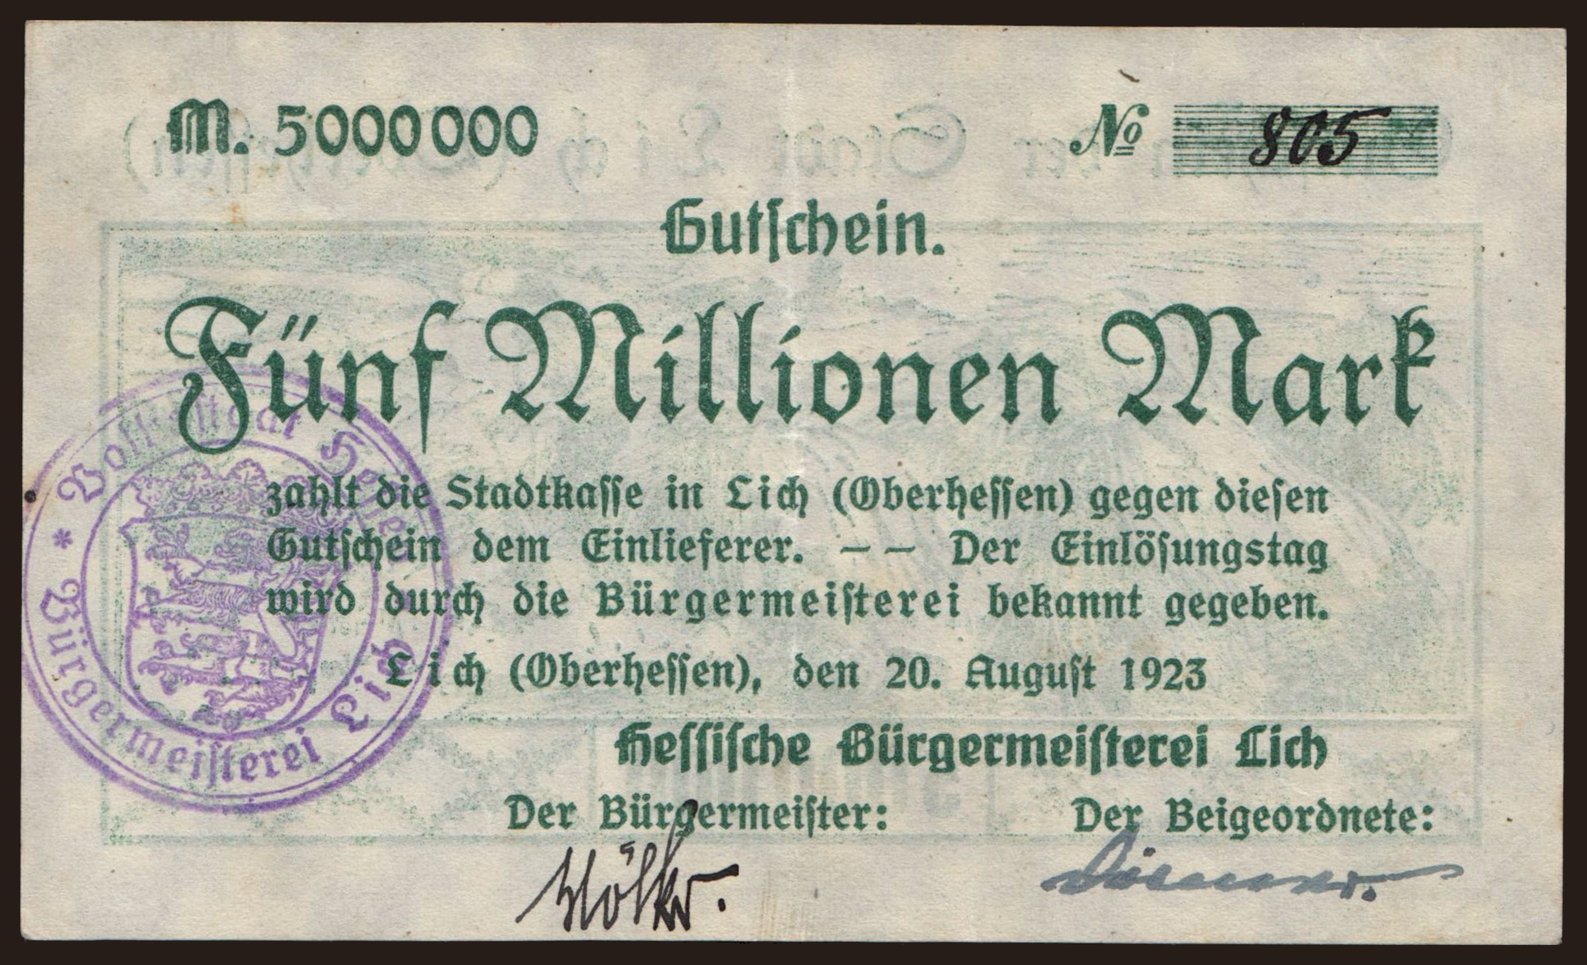 M. 5000000
No 805
Gutschein.
Fünf Millionen Mark
zahlt die Stadtkasse in Lich (Oberhessen) gegen diesen
Gutschein dem Einlieferer. — — Der Einlösungstag
wird durch die Bürgermeisterei bekannt gegeben.
Lich (Oberhessen), den 20. August 1923
Hessische Bürgermeisterei Lich
Der Bürgermeister:
Der Beigeordnete:
Volksstaat Hessen
* Bürgermeisterei Lich